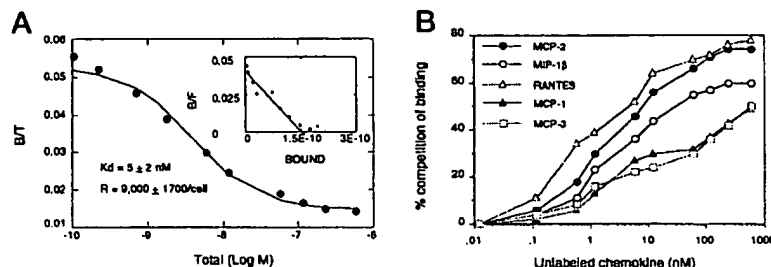 A
B/T
0.06
0.05
0.04
0.03
0.02
0.01
Kd = 5 ± 2 nM
R = 9,000 ± 1700/cell
B/F
0.05
0.025
0
0
1.5E-10
3E-10
BOUND
-10
-9
-8
-7
-6
-5
Total (Log M)
B
% competition of binding
80
60
40
20
0
MCP-2
MIP-1β
RANTES
MCP-1
MCP-3
.01
.1
1
10
100
1000
Unlabeled chemokine (nM)